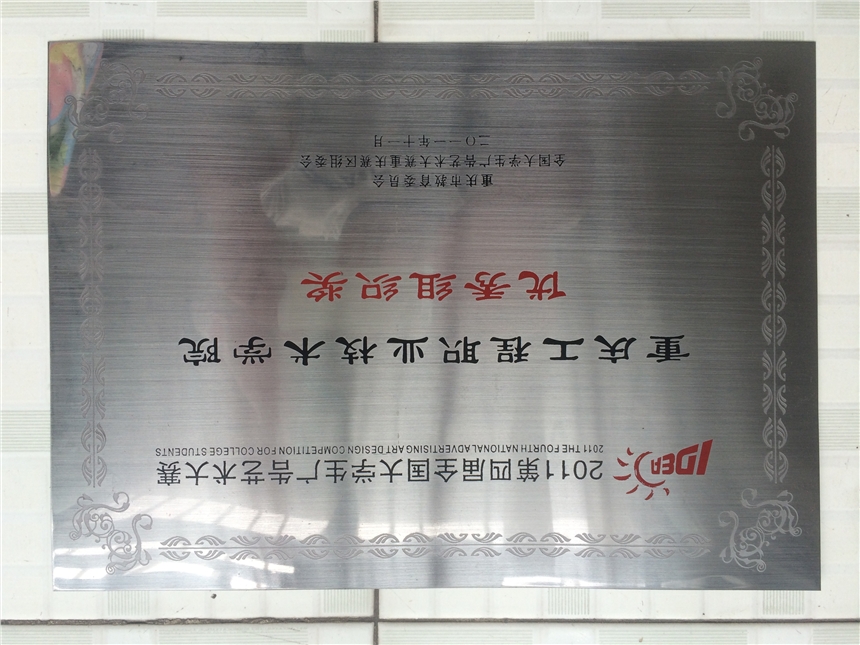 IDEA
2011第四届全国大学生广告艺术大赛
2011 THE FOURTH NATIONAL ADVERTISING ART DESIGN COMPETITION FOR COLLEGE STUDENTS
重庆工程职业技术学院
优秀组织奖
重庆市教育委员会
全国大学生广告艺术大赛重庆赛区组委会
二〇一一年十一月